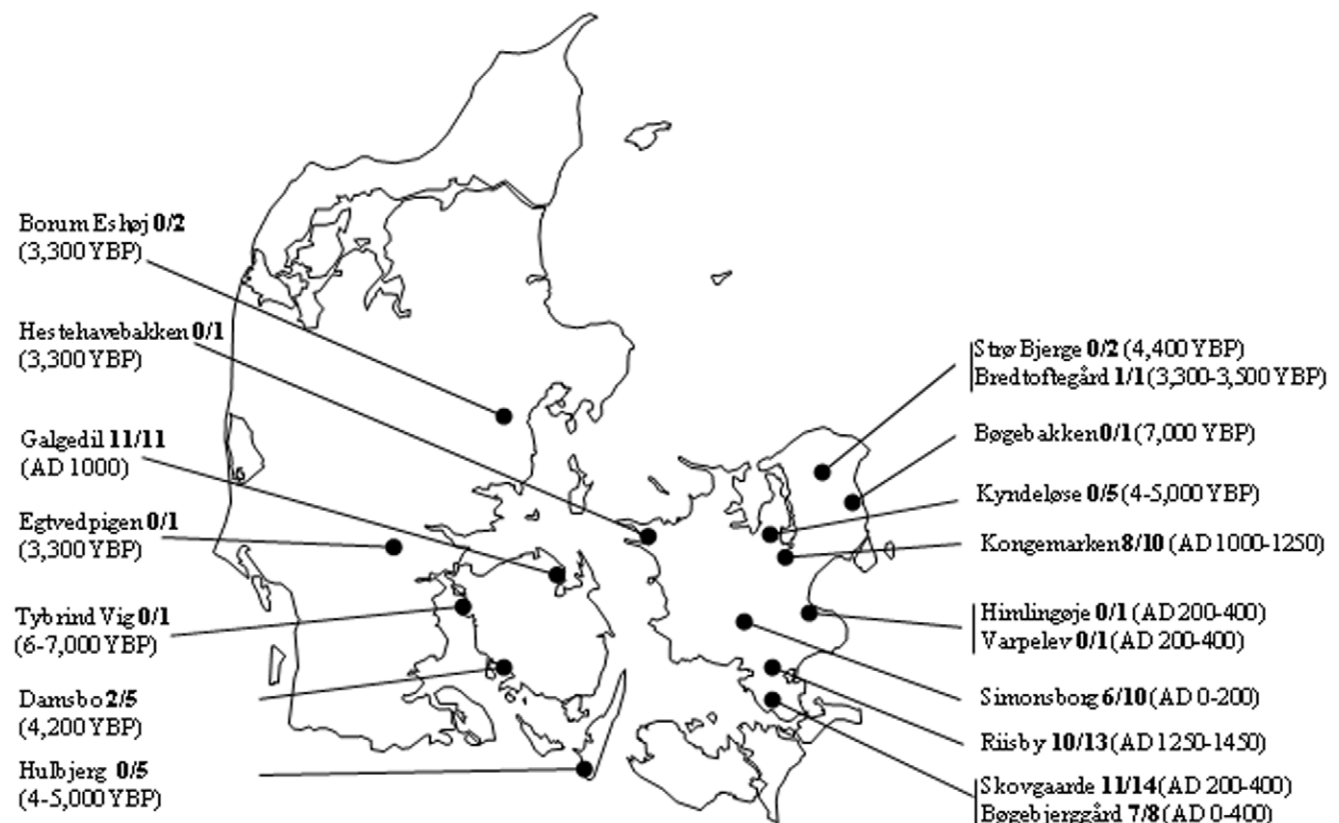 Borum Eshøj 0/2
(3,300 YBP)
Hestehavebakken 0/1
(3,300 YBP)
Galgedil 11/11
(AD 1000)
Egtvedpigen 0/1
(3,300 YBP)
Tybrind Vig 0/1
(6-7,000 YBP)
Damsbo 2/5
(4,200 YBP)
Hulbjerg 0/5
(4-5,000 YBP)
Strø Bjerge 0/2 (4,400 YBP)
Bredtoftegård 1/1 (3,300-3,500 YBP)
Bøgebakken 0/1 (7,000 YBP)
Kyndeløse 0/5 (4-5,000 YBP)
Kongemarken 8/10 (AD 1000-1250)
Himlingøje 0/1 (AD 200-400)
Varpelev 0/1 (AD 200-400)
Simonsborg 6/10 (AD 0-200)
Riisby 10/13 (AD 1250-1450)
Skovgaarde 11/14 (AD 200-400)
Bøgebjerggård 7/8 (AD 0-400)